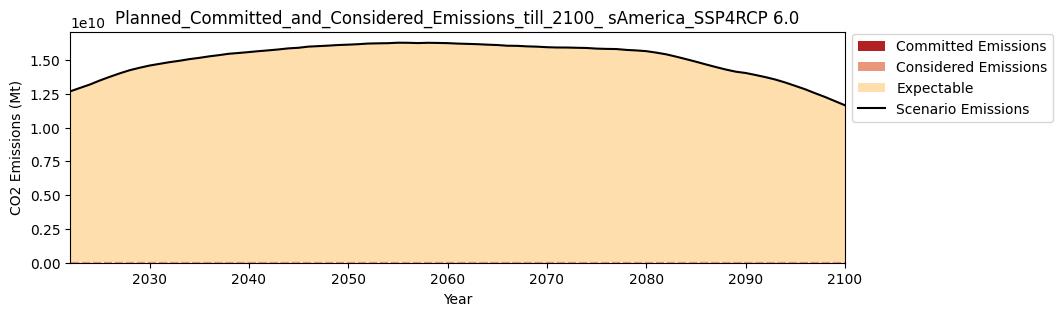 Planned_Committed_and_Considered_Emissions_till_2100_ sAmerica_SSP4RCP 6.0
1e10
1.50
1.25
1.00
0.75
0.50
0.25
0.00
CO2 Emissions (Mt)
2030 2040 2050 2060 2070 2080 2090 2100
Year
Committed Emissions
Considered Emissions
Expectable
Scenario Emissions